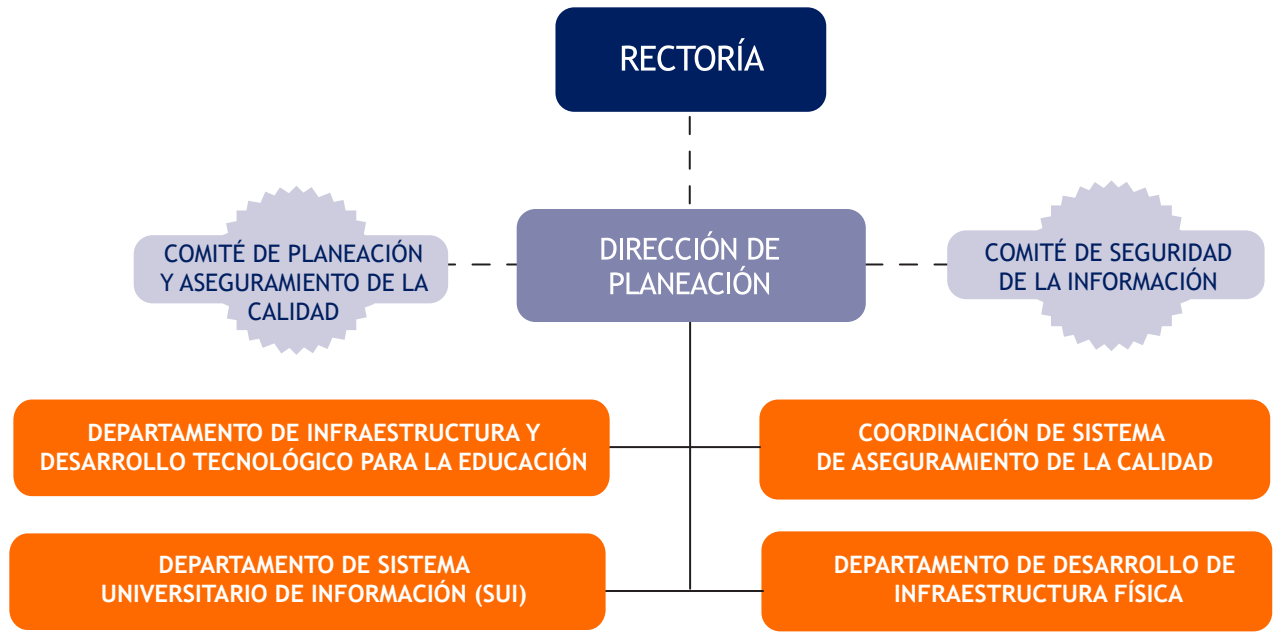 RECTORÍA
COMITÉ DE PLANEACIÓN
Y ASEGURAMIENTO DE LA
CALIDAD
DIRECCIÓN DE
PLANEACIÓN
COMITÉ DE SEGURIDAD
DE LA INFORMACIÓN
DEPARTAMENTO DE INFRAESTRUCTURA Y
DESARROLLO TECNOLÓGICO PARA LA EDUCACIÓN
COORDINACIÓN DE SISTEMA
DE ASEGURAMIENTO DE LA CALIDAD
DEPARTAMENTO DE SISTEMA
UNIVERSITARIO DE INFORMACIÓN (SUI)
DEPARTAMENTO DE DESARROLLO DE
INFRAESTRUCTURA FÍSICA